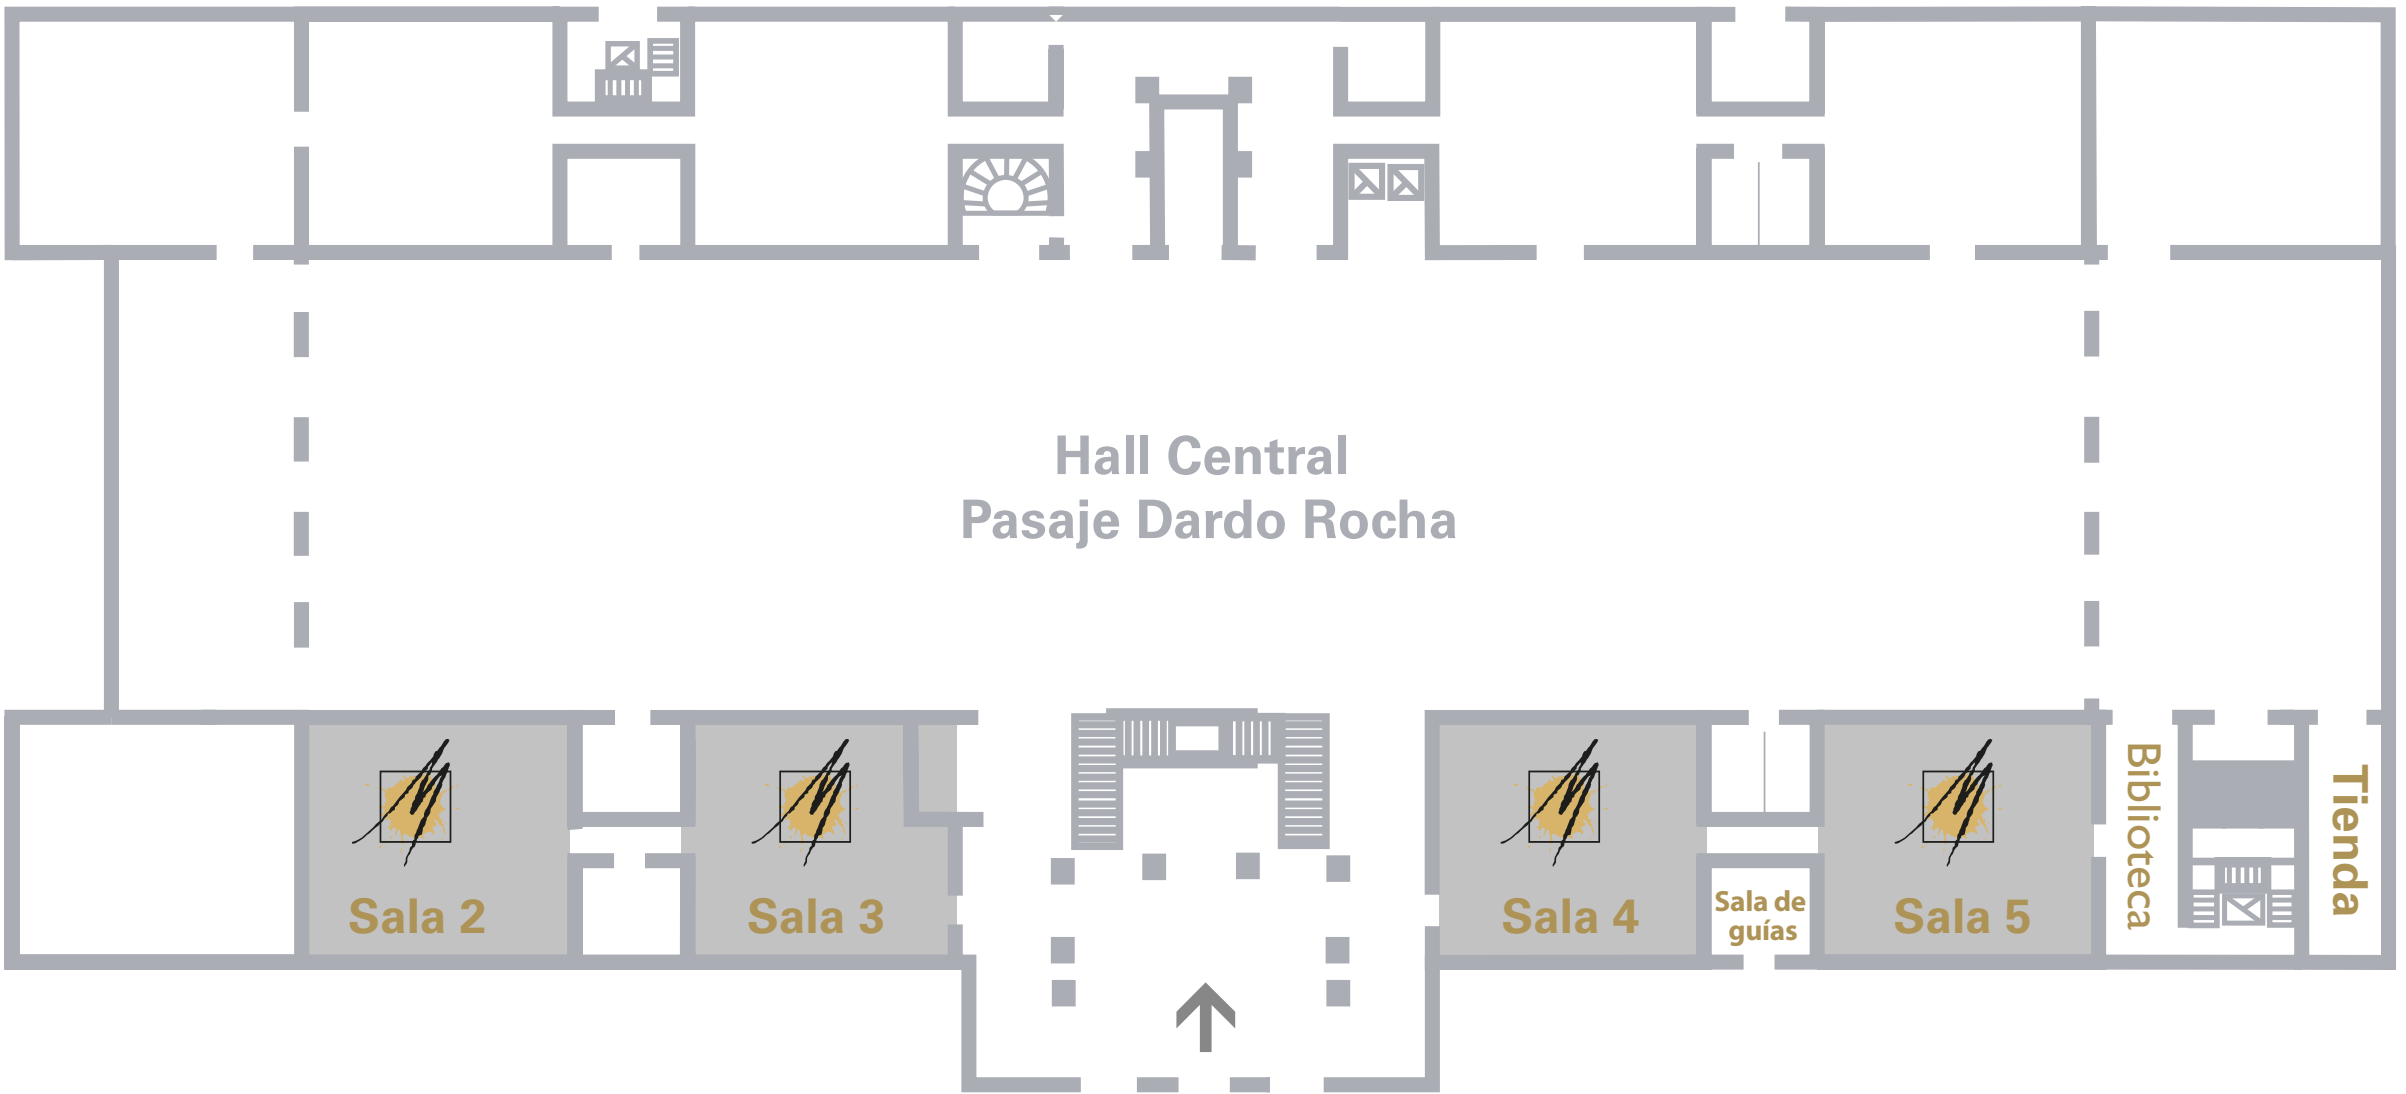 Hall Central
Pasaje Dardo Rocha
Sala 2
Sala 3
Sala 4
Sala de
guías
Sala 5
Biblioteca
Tienda